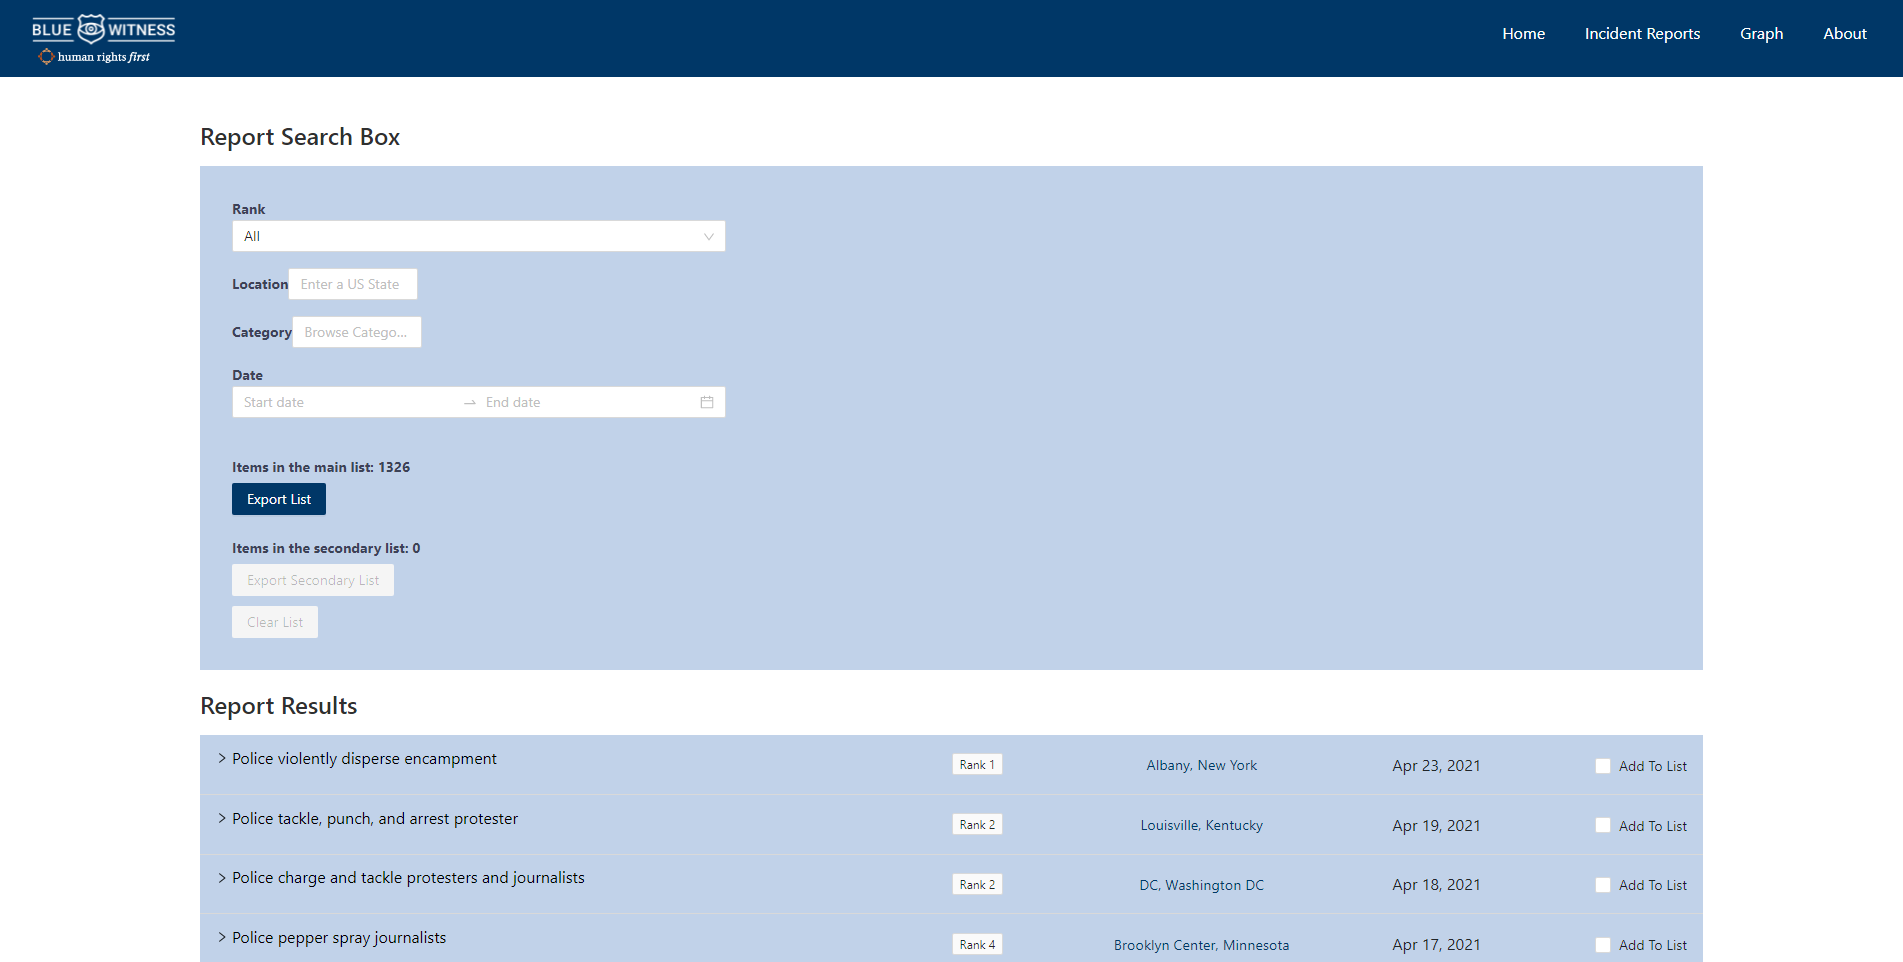 BLUE WITNESS
human rights first
Home
Incident Reports
Graph
About
Report Search Box
Rank
All
Location
Enter a US State
Category
Browse Catego...
Date
Start date → End date
Items in the main list: 1326
Export List
Items in the secondary list: 0
Export Secondary List
Clear List
Report Results
> Police violently disperse encampment Rank 1 Albany, New York Apr 23, 2021 Add To List
> Police tackle, punch, and arrest protester Rank 2 Louisville, Kentucky Apr 19, 2021 Add To List
> Police charge and tackle protesters and journalists Rank 2 DC, Washington DC Apr 18, 2021 Add To List
> Police pepper spray journalists Rank 4 Brooklyn Center, Minnesota Apr 17, 2021 Add To List